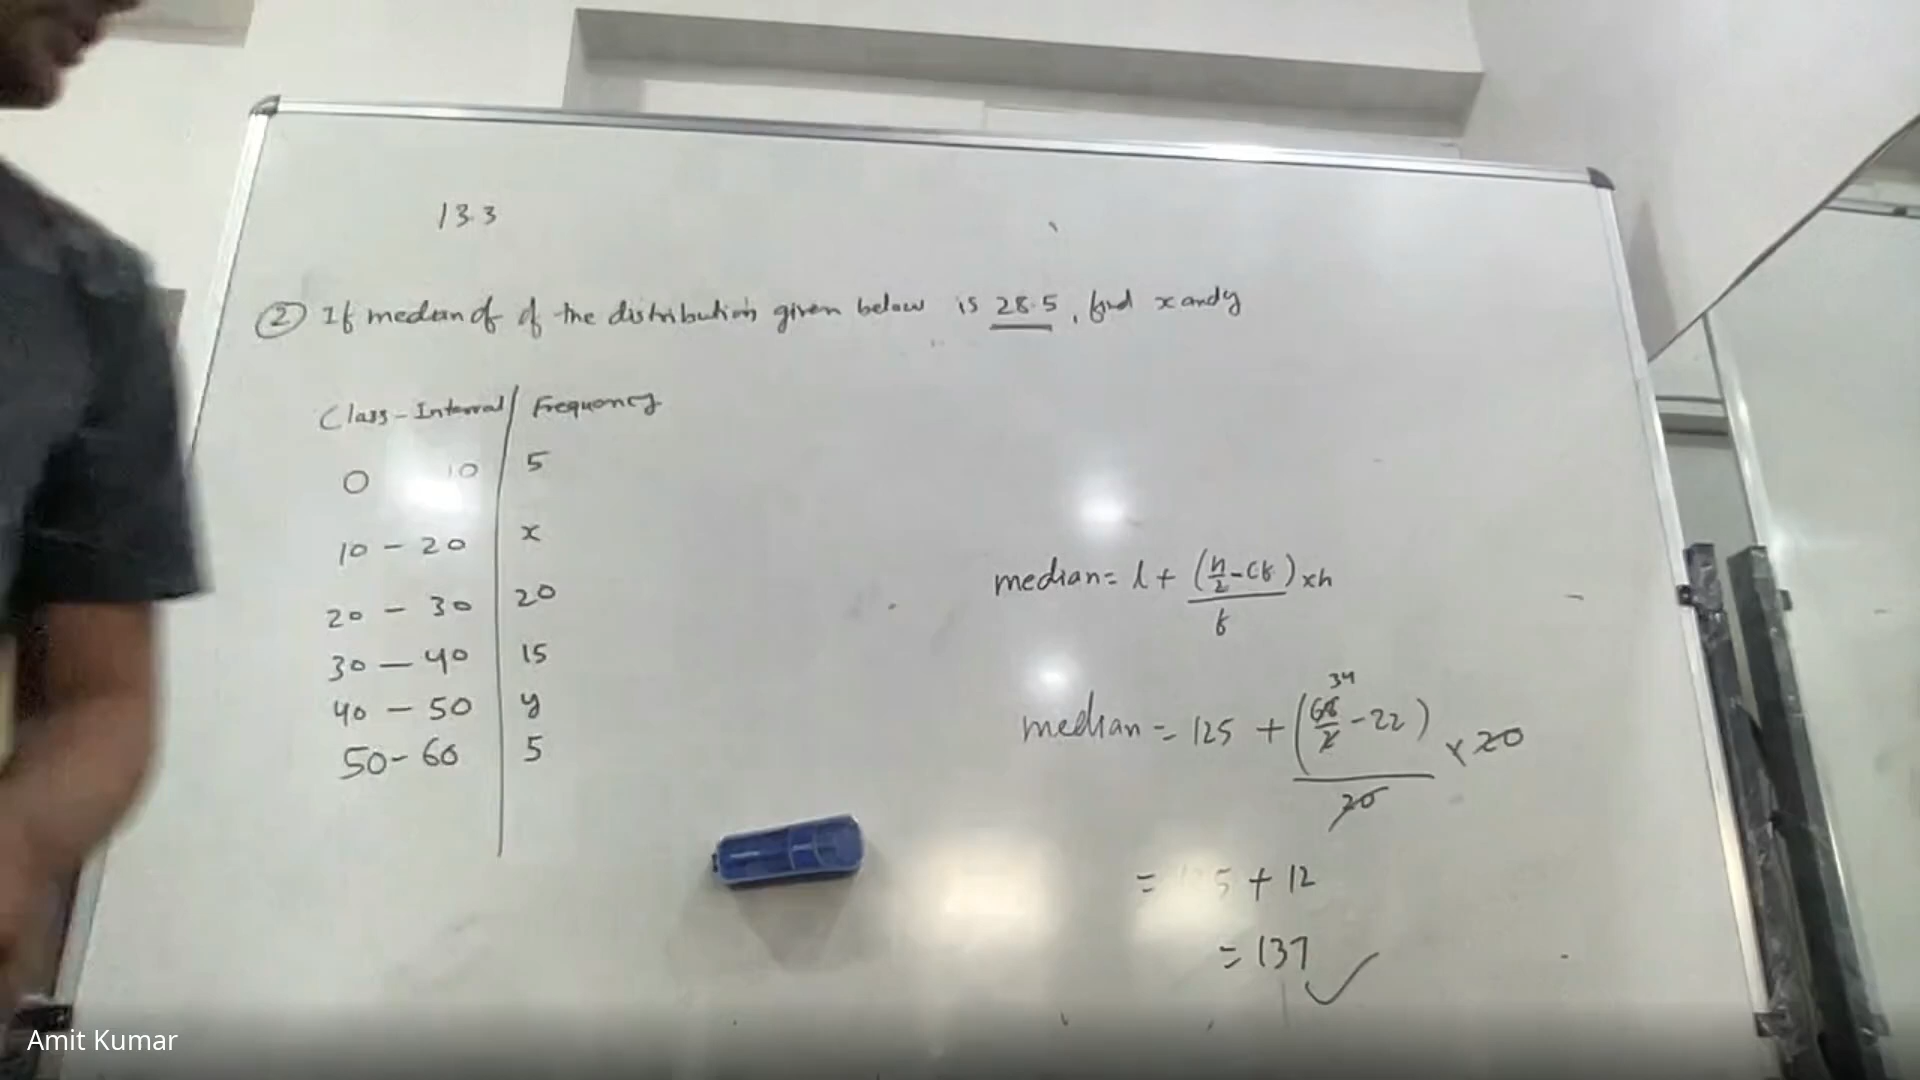 13.3
② If median of of the distribution given below is 28.5, find x and y
Class-Interval | Frequency
0 10 | 5
10 - 20 | x
20 - 30 | 20
30 - 40 | 15
40 - 50 | y
50 - 60 | 5
median = l + (n/2 - cf)/f × h
median = 125 + (68/2 - 22)/20 × 20
34
= 125 + 12
= 137 ✓
Amit Kumar